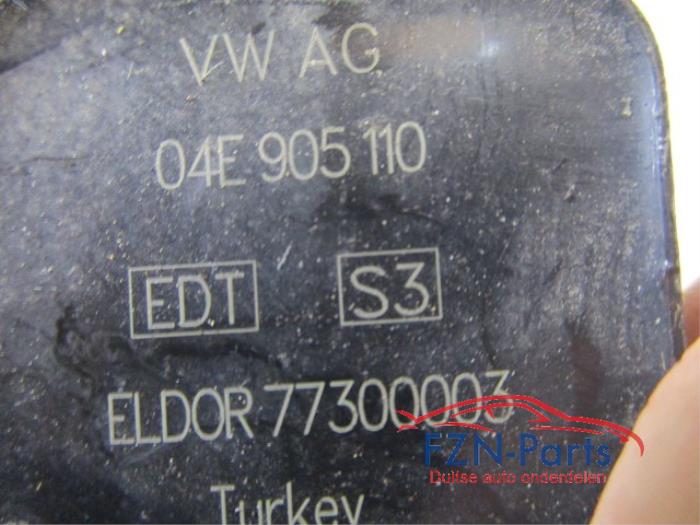 VW AG
04E 905 110
EDT S3
ELDOR 77300003
FZN-Parts
Duitse auto onderdelen
Turkey